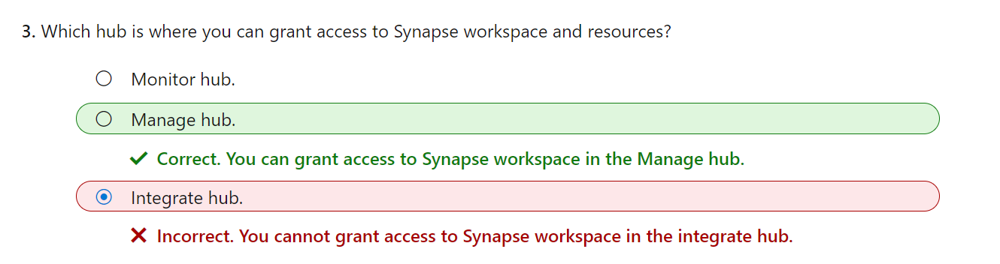 3. Which hub is where you can grant access to Synapse workspace and resources?
Monitor hub.
Manage hub.
Correct. You can grant access to Synapse workspace in the Manage hub.
Integrate hub.
Incorrect. You cannot grant access to Synapse workspace in the integrate hub.